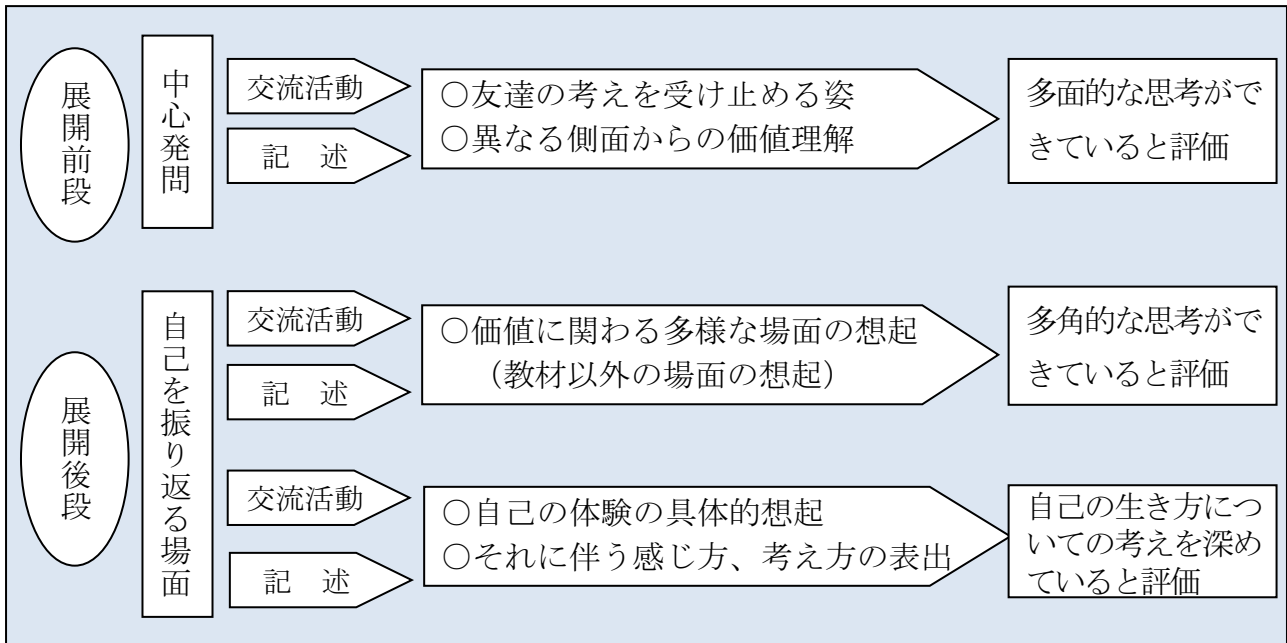 展開前段
中心発問
交流活動
記　述
○友達の考えを受け止める姿
○異なる側面からの価値理解
多面的な思考がで
きていると評価
展開後段
自己を振り返る場面
交流活動
記　述
○価値に関わる多様な場面の想起
（教材以外の場面の想起）
多角的な思考がで
きていると評価
交流活動
記　述
○自己の体験の具体的想起
○それに伴う感じ方、考え方の表出
自己の生き方につ
いての考えを深め
ていると評価